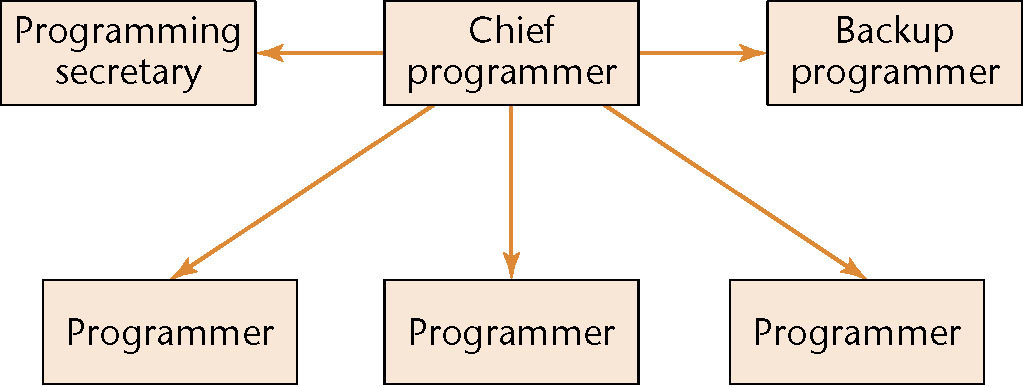 Programming
secretary
Chief
programmer
Backup
programmer
Programmer
Programmer
Programmer